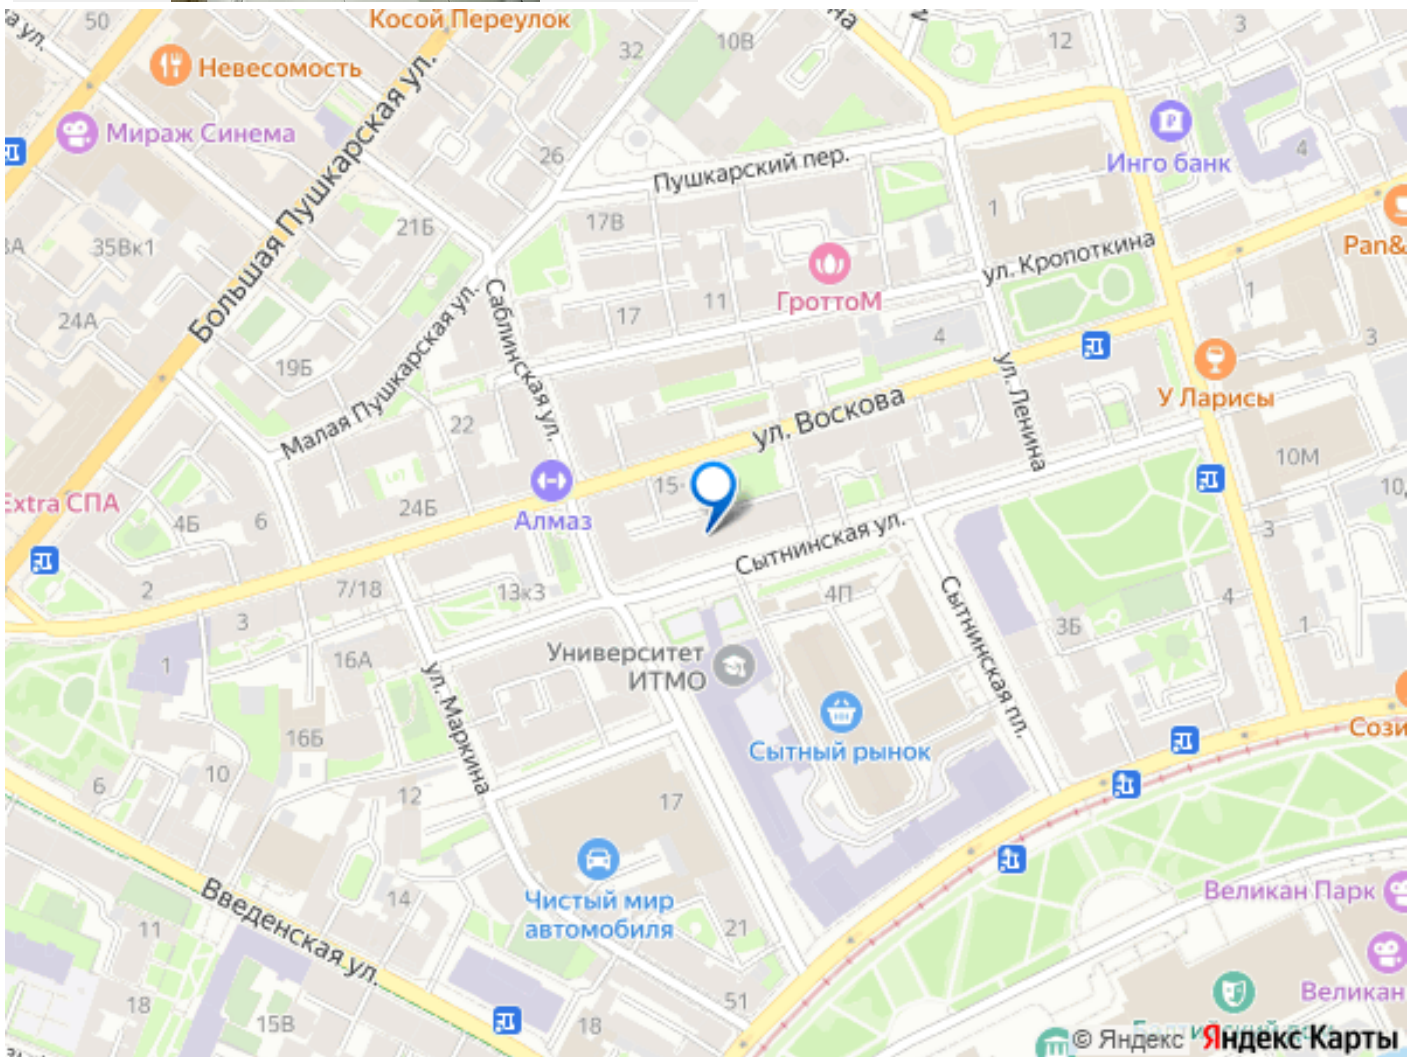 50
Косой Переулок
32
10В
12
3
Невесомость
Мираж Синема
Большая Пушкарская ул.
26
Пушкарский пер.
Инго банк
4
35Вк1
21Б
17В
1
ул. Кропоткина
Pan&
24А
Малая Пушкарская ул.
Саблинская ул.
17
11
ГроттоМ
4
1
3
19Б
22
ул. Воскова
ул. Ленина
У Ларисы
10М
Extra СПА
4Б
6
24Б
Алмаз
15
Сытнинская ул.
10
3
2
7/18
13к3
4П
Сытнинская пл.
4
3Б
1
3
1
16А
ул. Маркина
Университет
ИТМО
Сытный рынок
Сози
16Б
10
6
12
17
Чистый мир
автомобиля
14
Введенская ул.
11
21
Великан Парк
Великан
18
15В
18
51
© Яндекс Яндекс Карты